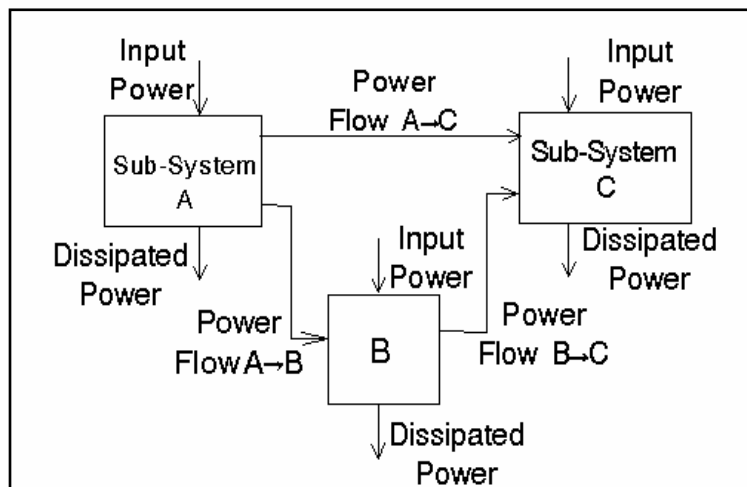 Input
Power
Power
Flow A→C
Input
Power
Sub-System
A
Sub-System
C
Dissipated
Power
Input
Power
Dissipated
Power
Power
Flow A→B
B
Power
Flow B→C
Dissipated
Power